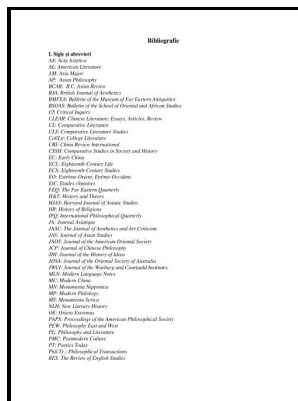 Bibliografie
I. Sigle și abrevieri
AA: Acta Asiatica
AL: American Literature
AM: Asia Major
AP: Asian Philosophy
BCAR: B.C. Asian Review
BJA: British Journal of Aesthetics
BMFEA: Bulletin of the Museum of Far Eastern Antiquities
BSOAS: Bulletin of the School of Oriental and African Studies
CI: Critical Inquiry
CLEAR: Chinese Literature: Essays, Articles, Review
CL: Comparative Literature
CLS: Comparative Literature Studies
ColLit: College Literature
CRI: China Review International
CSSH: Comparative Studies in Society and History
EC: Early China
ECL: Eighteenth-Century Life
ECS: Eighteenth-Century Studies
EO: Extrême-Orient, Extrême-Occident
EtC: Etudes chinoises
FEQ: The Far Eastern Quarterly
H&T: History and Theory
HJAS: Harvard Journal of Asiatic Studies
HR: History of Religions
IPQ: International Philosophical Quarterly
JA: Journal Asiatique
JAAC: The Journal of Aesthetics and Art Criticism
JAS: Journal of Asian Studies
JAOS: Journal of the American Oriental Society
JCP: Journal of Chinese Philosophy
JHI: Journal of the History of Ideas
JOSA: Journal of the Oriental Society of Australia
JWCI: Journal of the Warburg and Courtauld Institutes
MLN: Modern Language Notes
MC: Modern China
MN: Monumenta Nipponica
MP: Modern Philology
MS: Monumenta Serica
NLH: New Literary History
OE: Oriens Extremus
PAPS: Proceedings of the American Philosophical Society
PEW: Philosophy East and West
PL: Philosophy and Literature
PMC: Postmodern Culture
PT: Poetics Today
PhilTr.: Philosophical Transactions
RES: The Review of English Studies